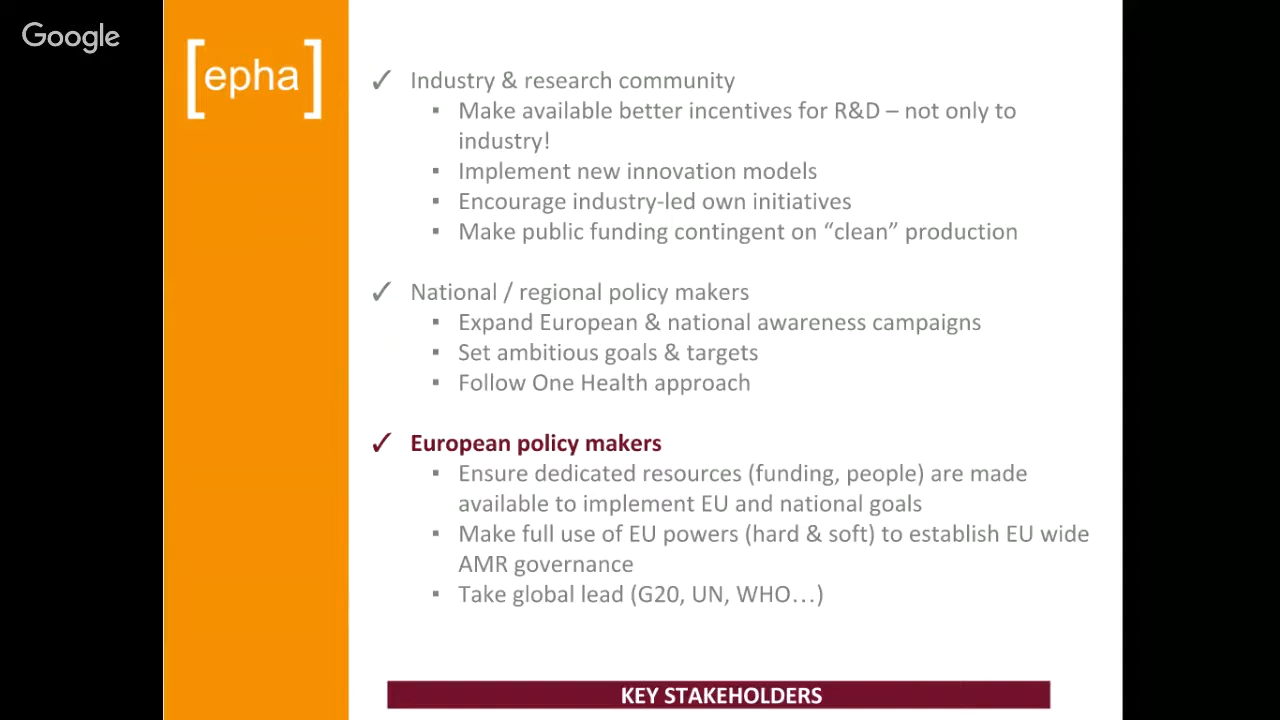 Google
[epha]
✓ Industry & research community
▪ Make available better incentives for R&D – not only to
industry!
▪ Implement new innovation models
▪ Encourage industry-led own initiatives
▪ Make public funding contingent on “clean” production
✓ National / regional policy makers
▪ Expand European & national awareness campaigns
▪ Set ambitious goals & targets
▪ Follow One Health approach
✓ European policy makers
▪ Ensure dedicated resources (funding, people) are made
available to implement EU and national goals
▪ Make full use of EU powers (hard & soft) to establish EU wide
AMR governance
▪ Take global lead (G20, UN, WHO…)
KEY STAKEHOLDERS